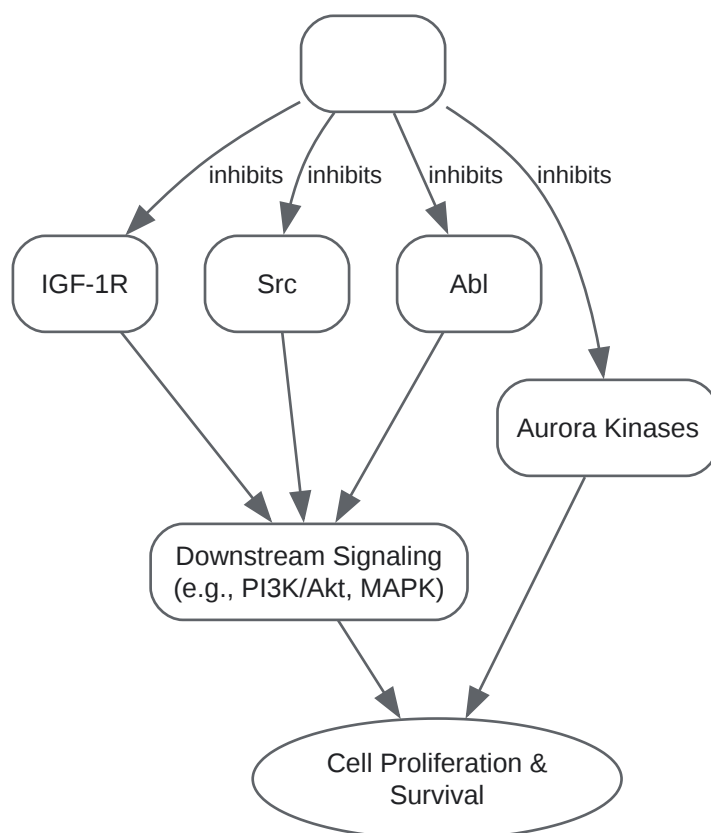 inhibits
inhibits
inhibits
inhibits
IGF-1R
Src
Abl
Aurora Kinases
Downstream Signaling
(e.g., PI3K/Akt, MAPK)
Cell Proliferation &
Survival